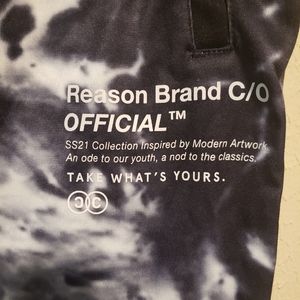 Reason Brand C/O
OFFICIAL™
SS21 Collection Inspired by Modern Artwork
An ode to our youth, a nod to the classics.
TAKE WHAT'S YOURS.